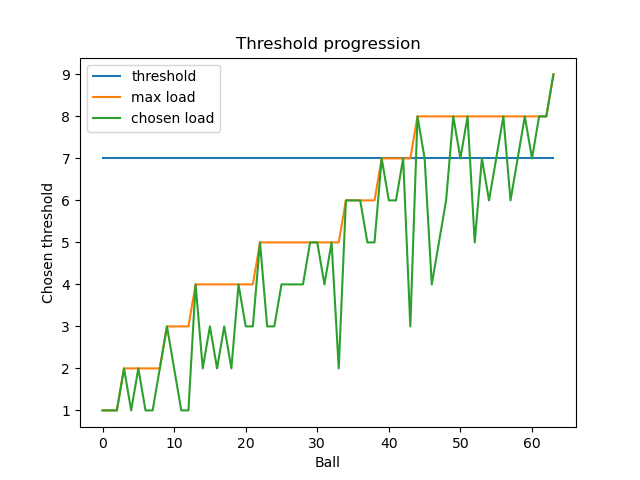 Threshold progression
threshold
max load
chosen load
Chosen threshold
9
8
7
6
5
4
3
2
1
0 10 20 30 40 50 60
Ball